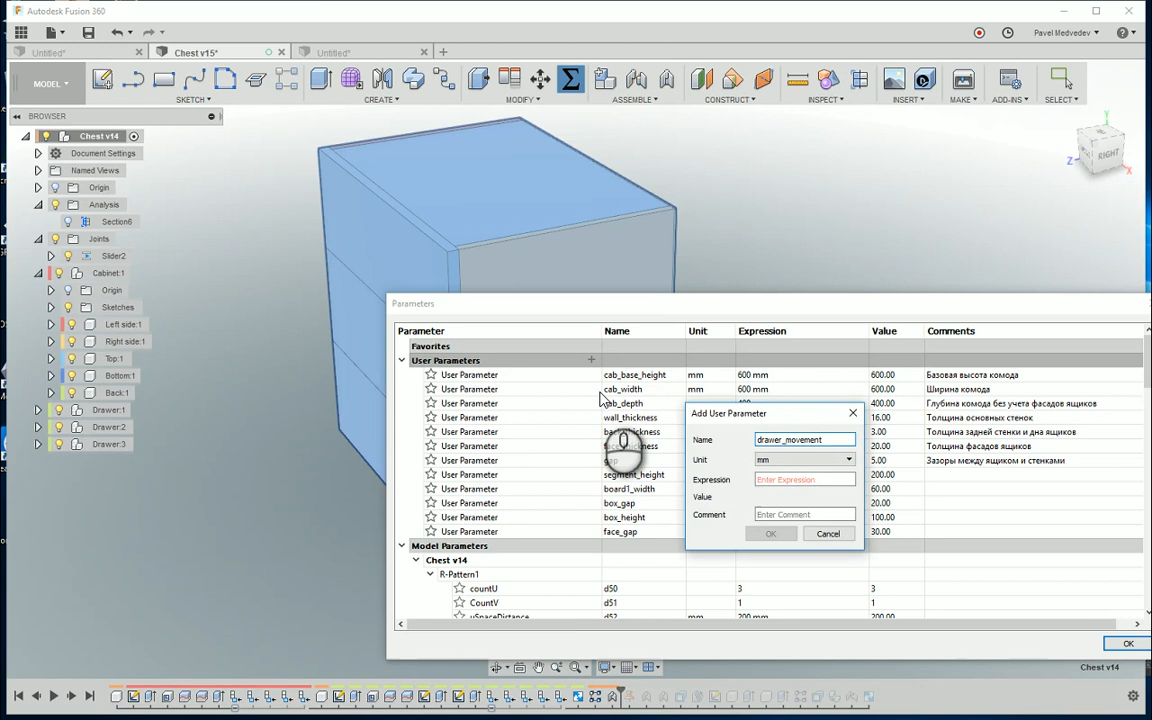 Autodesk Fusion 360
Pavel Medvedev
Untitled*
Chest v15*
Untitled*
MODEL
SKETCH
CREATE
MODIFY
ASSEMBLE
CONSTRUCT
INSPECT
INSERT
MAKE
ADD-INS
SELECT
BROWSER
Chest v14
Document Settings
Named Views
Origin
Analysis
Section6
Joints
Slider2
Cabinet:1
Origin
Sketches
Left side:1
Right side:1
Top:1
Bottom:1
Back:1
Drawer:1
Drawer:2
Drawer:3
Y
Z
X
RIGHT
Parameters
Parameter Name Unit Expression Value Comments
Favorites
User Parameters
User Parameter cab_base_height mm 600 mm 600.00 Базовая высота комода
User Parameter cab_width mm 600 mm 600.00 Ширина комода
User Parameter 400.00 Глубина комода без учета фасадов ящиков
User Parameter wall_thickness 16.00 Толщина основных стенок
User Parameter 3.00 Толщина задней стенки и дна ящиков
User Parameter 20.00 Толщина фасадов ящиков
User Parameter 5.00 Зазоры между ящиком и стенками
User Parameter segment_height 200.00
User Parameter board1_width 60.00
User Parameter box_gap 20.00
User Parameter box_height 100.00
User Parameter face_gap 30.00
Model Parameters
Chest v14
R-Pattern1
countU d50 3 3
CountV d51 1 1
uSpaceDistance d52 mm 200 mm 200.00
OK
Add User Parameter
Name drawer_movement
Unit mm
Expression Enter Expression
Value
Comment Enter Comment
OK Cancel
Chest v14